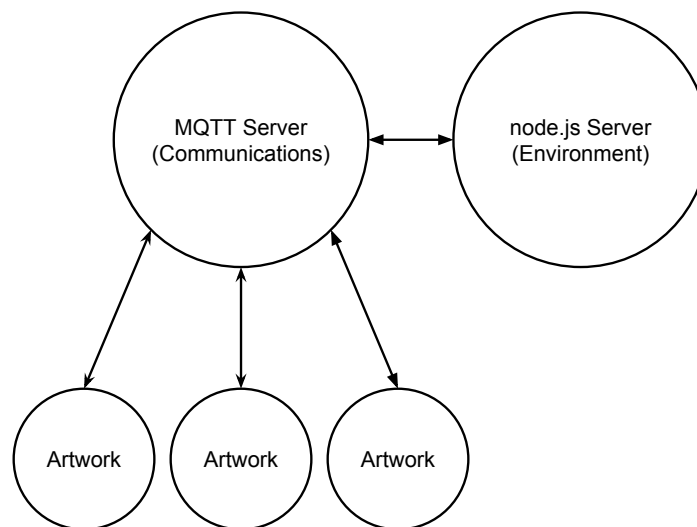 MQTT Server
(Communications)
node.js Server
(Environment)
Artwork
Artwork
Artwork